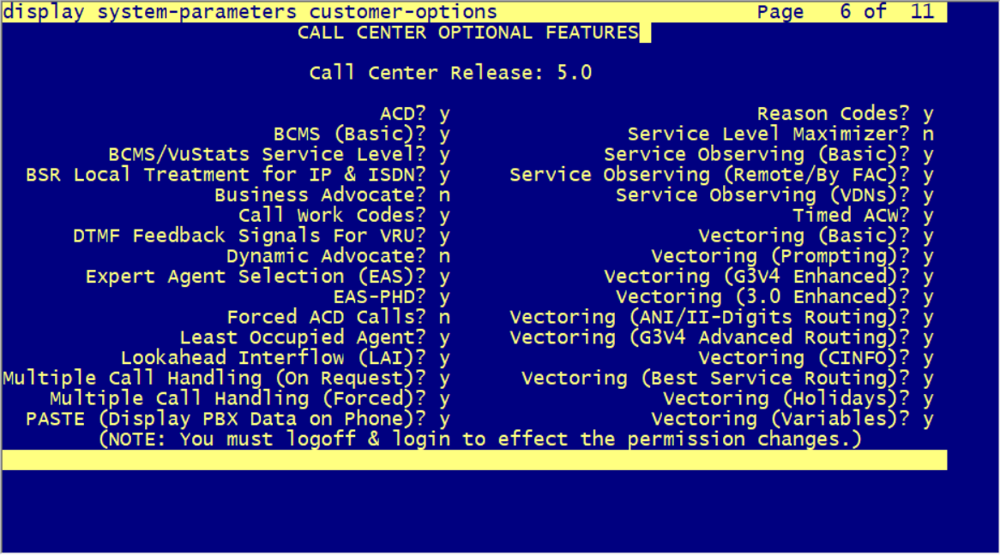 display system-parameters customer-options Page 6 of 11
CALL CENTER OPTIONAL FEATURES
Call Center Release: 5.0
ACD? y Reason Codes? y
BCMS (Basic)? y Service Level Maximizer? n
BCMS/VuStats Service Level? y Service Observing (Basic)? y
BSR Local Treatment for IP & ISDN? y Service Observing (Remote/By FAC)? y
Business Advocate? n Service Observing (VDNs)? y
Call Work Codes? y Timed ACW? y
DTMF Feedback Signals For VRU? y Vectoring (Basic)? y
Dynamic Advocate? n Vectoring (Prompting)? y
Expert Agent Selection (EAS)? y Vectoring (G3V4 Enhanced)? y
EAS-PHD? y Vectoring (3.0 Enhanced)? y
Forced ACD Calls? n Vectoring (ANI/II-Digits Routing)? y
Least Occupied Agent? y Vectoring (G3V4 Advanced Routing)? y
Lookahead Interflow (LAI)? y Vectoring (CINFO)? y
Multiple Call Handling (On Request)? y Vectoring (Best Service Routing)? y
Multiple Call Handling (Forced)? y Vectoring (Holidays)? y
PASTE (Display PBX Data on Phone)? y Vectoring (Variables)? y
(NOTE: You must logoff & login to effect the permission changes.)